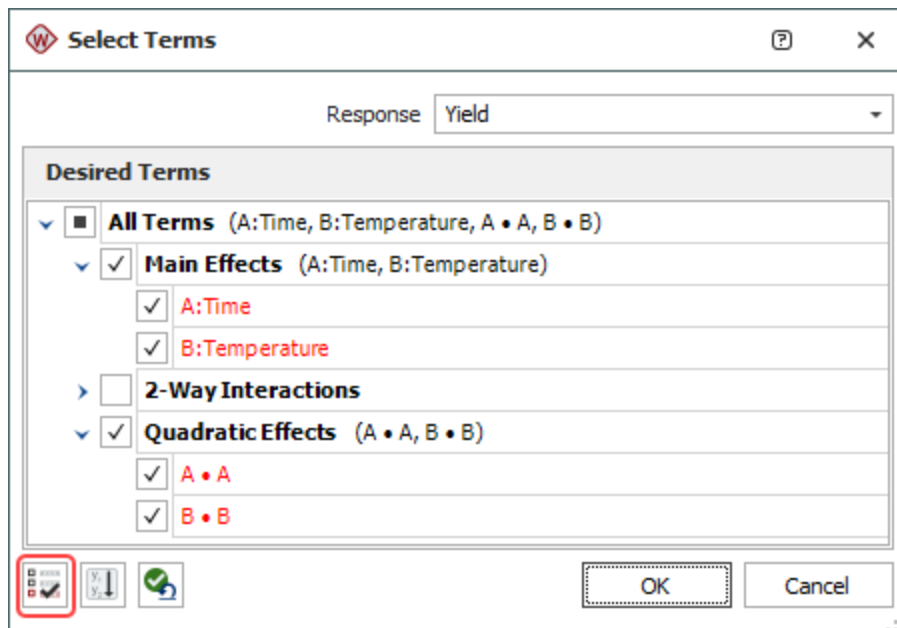 Select Terms
Response Yield
Desired Terms
All Terms (A:Time, B:Temperature, A • A, B • B)
Main Effects (A:Time, B:Temperature)
A:Time
B:Temperature
2-Way Interactions
Quadratic Effects (A • A, B • B)
A • A
B • B
OK Cancel